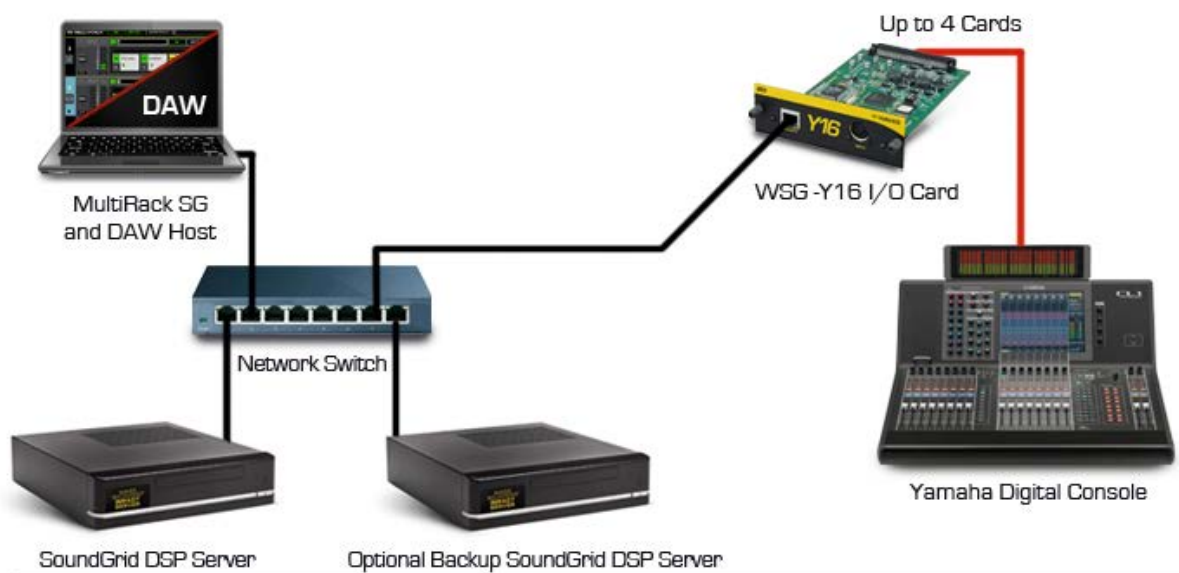 DAW
MultiRack SG
and DAW Host
Up to 4 Cards
Y16
WSG-Y16 I/O Card
Network Switch
CL1
Yamaha Digital Console
SoundGrid DSP Server
Optional Backup SoundGrid DSP Server